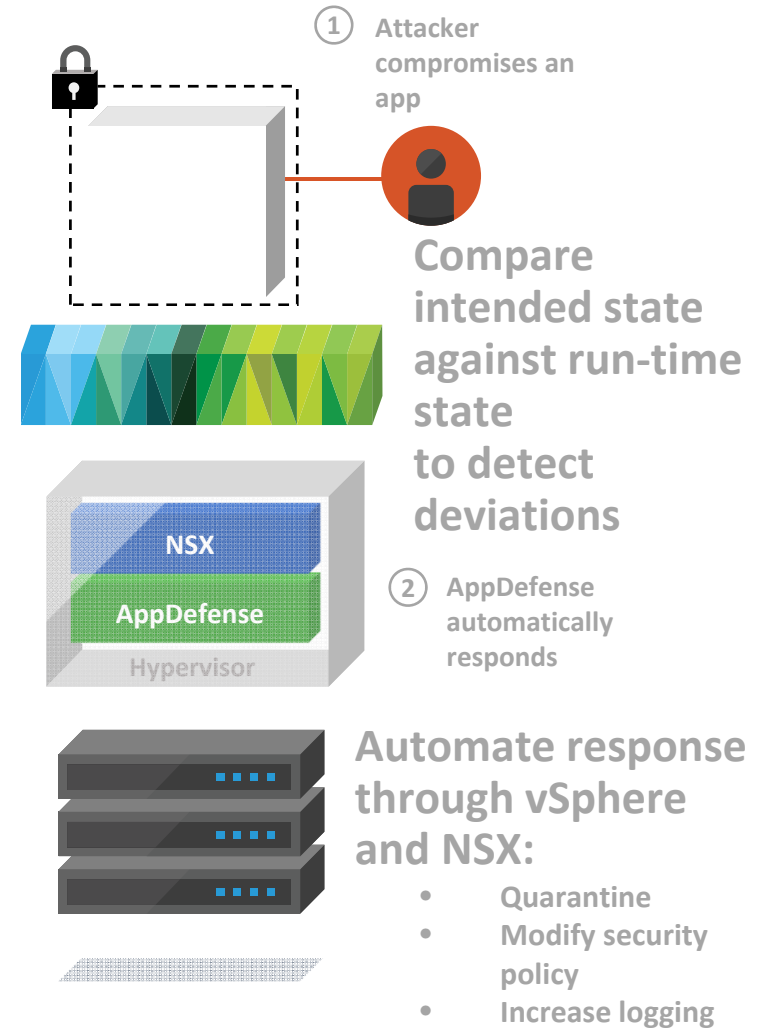 1 Attacker
compromises an
app
Compare
intended state
against run-time
state
to detect
deviations
NSX
AppDefense
Hypervisor
2 AppDefense
automatically
responds
Automate response
through vSphere
and NSX:
• Quarantine
• Modify security
policy
• Increase logging